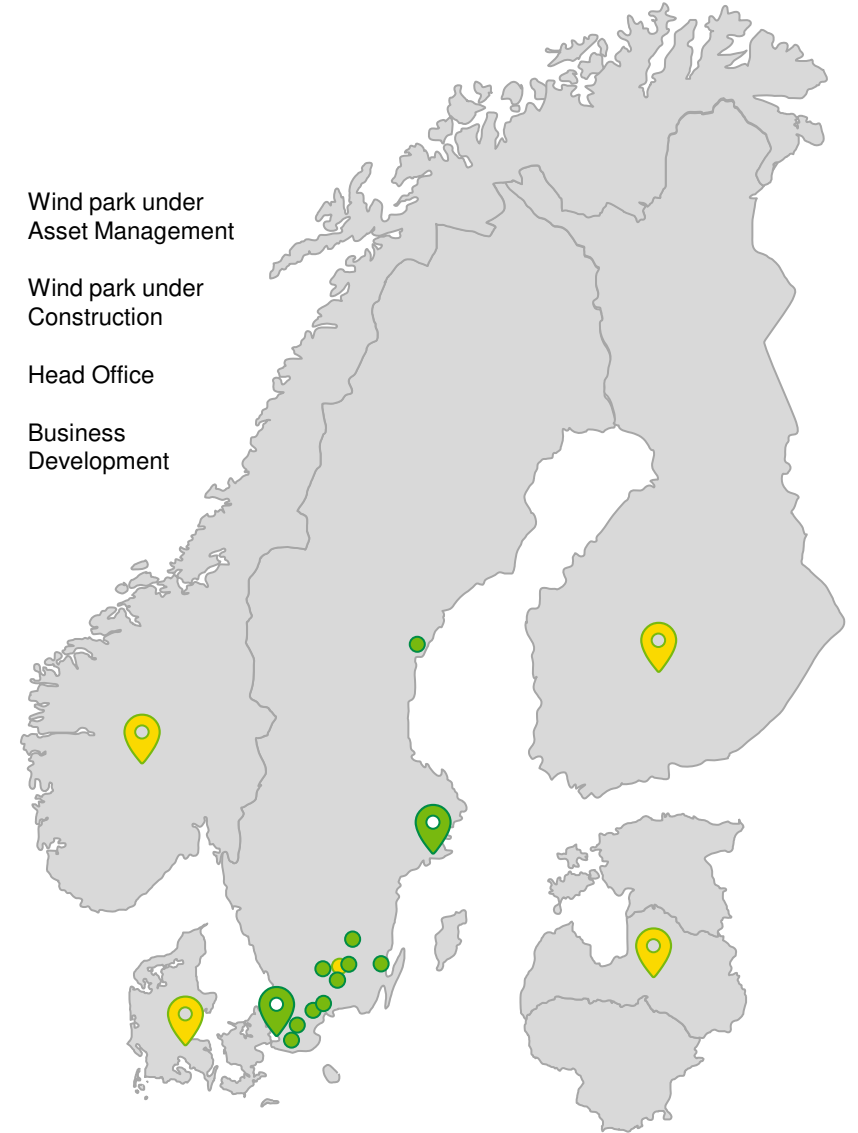 Wind park under
Asset Management
Wind park under
Construction
Head Office
Business
Development